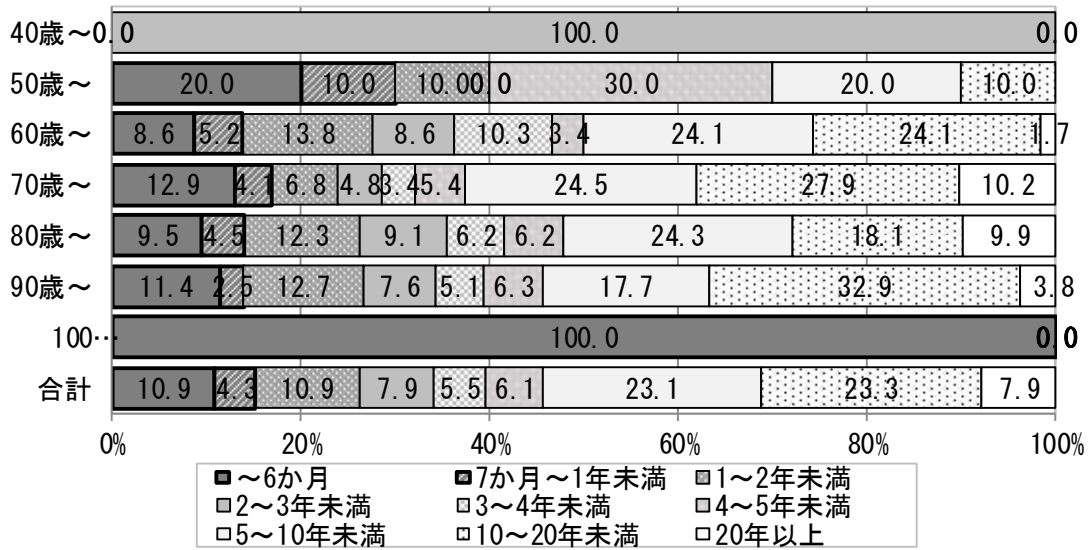 40歳～ 0.0 100.0 0.0
50歳～ 20.0 10.0 10.0 0.0 30.0 20.0 10.0
60歳～ 8.6 5.2 13.8 8.6 10.3 3.4 24.1 24.1 1.7
70歳～ 12.9 4.1 6.8 4.8 3.4 5.4 24.5 27.9 10.2
80歳～ 9.5 4.5 12.3 9.1 6.2 6.2 24.3 18.1 9.9
90歳～ 11.4 2.5 12.7 7.6 5.1 6.3 17.7 32.9 3.8
100… 100.0 0.0
合計 10.9 4.3 10.9 7.9 5.5 6.1 23.1 23.3 7.9
0% 20% 40% 60% 80% 100%
～6か月 7か月～1年未満 1～2年未満
2～3年未満 3～4年未満 4～5年未満
5～10年未満 10～20年未満 20年以上